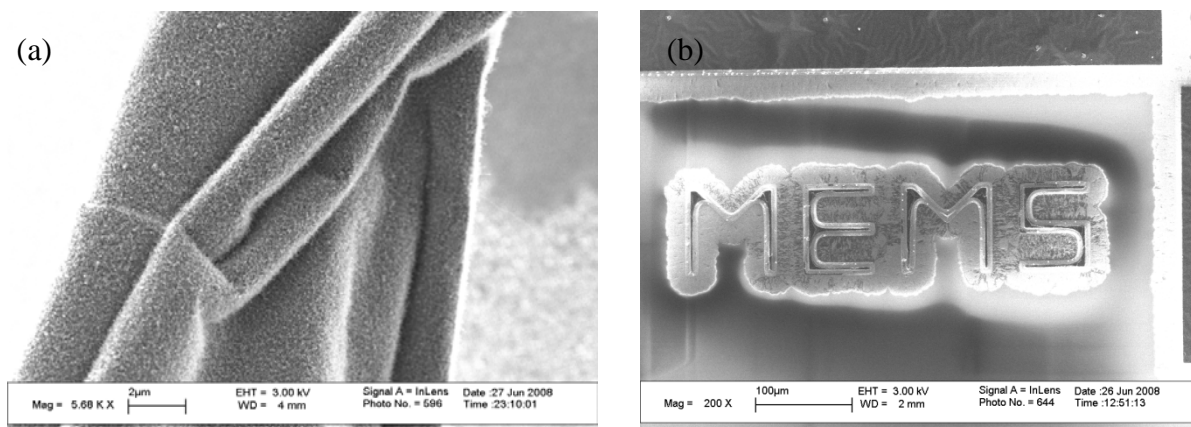 (a)
2µm
Mag = 5.68 K X
EHT = 3.00 kV
WD = 4 mm
Signal A = InLens
Photo No. = 596
Date :27 Jun 2008
Time :23:10:01
(b)
MEMS
100µm
Mag = 200 X
EHT = 3.00 kV
WD = 2 mm
Signal A = InLens
Photo No. = 644
Date :26 Jun 2008
Time :12:51:13